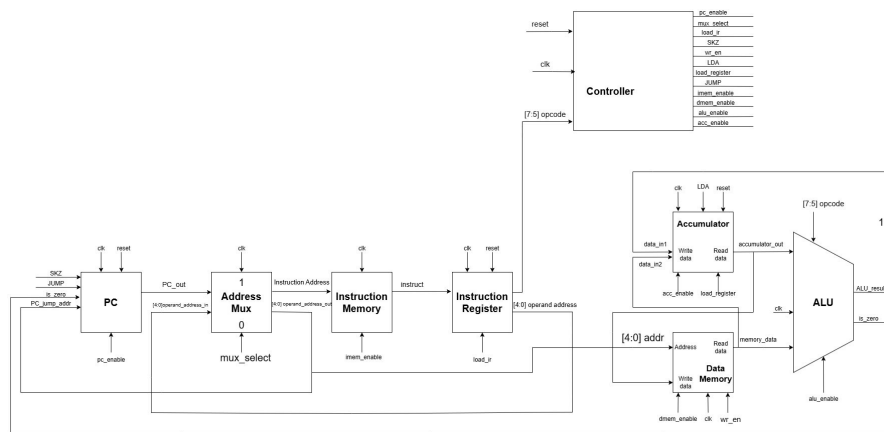 reset
clk
[7:5] opcode
Controller
pc_enable
mux_select
load_ir
SKZ
wr_en
LDA
load_register
JUMP
imem_enable
dmem_enable
alu_enable
acc_enable
SKZ
JUMP
is_zero
PC_jump_addr
clk
reset
PC
pc_enable
PC_out
[4:0]operand_address_in
clk
1
Address
Mux
0
mux_select
Instruction Address
[4:0] operand_address_out
clk
Instruction
Memory
imem_enable
instruct
clk
reset
Instruction
Register
load_ir
[4:0] operand address
clk
LDA
reset
Accumulator
data_in1
data_in2
Write
data
Read
data
accumulator_out
acc_enable
load_register
[4:0] addr
Address
Read
data
memory_data
Data
Memory
Write
data
dmem_enable
clk
wr_en
[7:5] opcode
clk
ALU
alu_enable
ALU_resul
is_zero
1